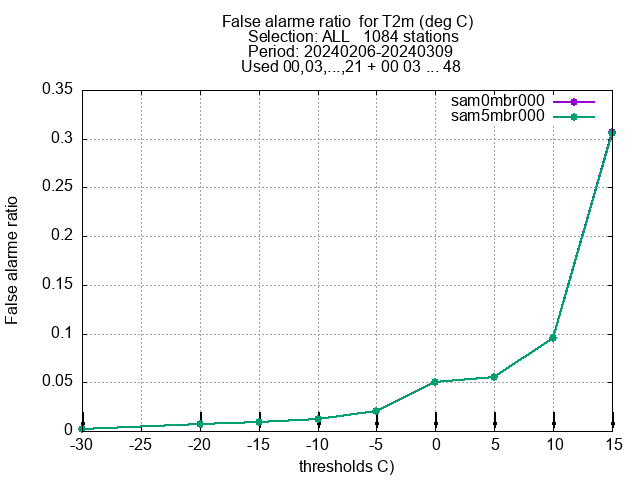 False alarme ratio  for T2m (deg C)
Selection: ALL   1084 stations
Period: 20240206-20240309
Used 00,03,...,21 + 00 03 ... 48
sam0mbr000
sam5mbr000
False alarme ratio
0.35
0.3
0.25
0.2
0.15
0.1
0.05
0
-30 -25 -20 -15 -10 -5 0 5 10 15
thresholds C)